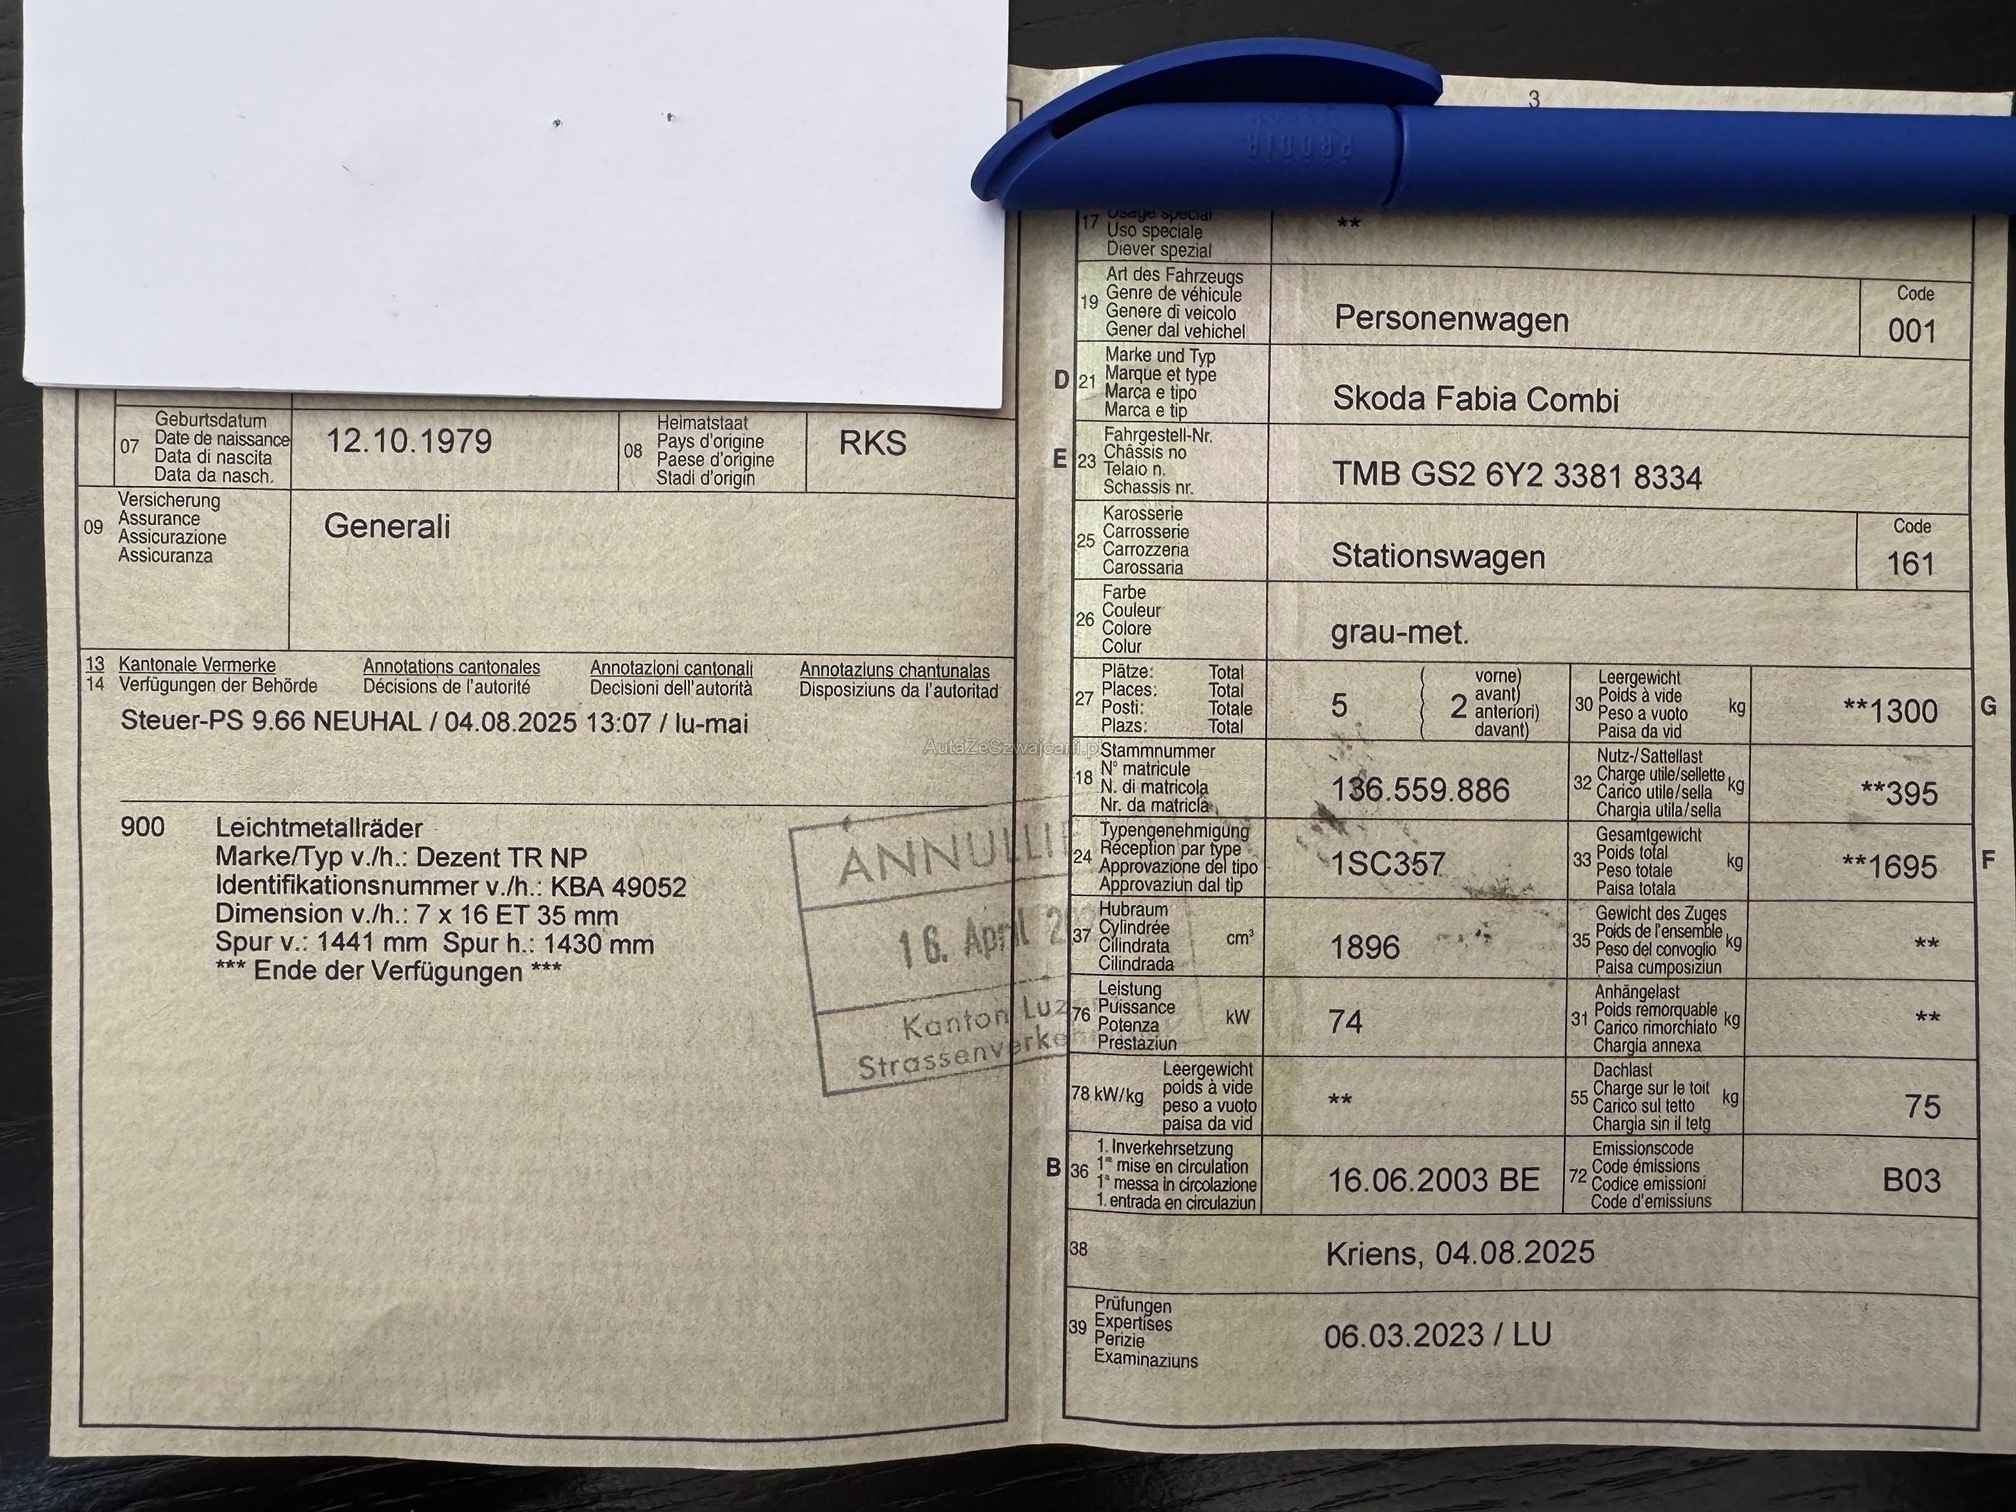 PRODIR
3
17
Usage spécial
Uso speciale
Diever spezial
**
19
Art des Fahrzeugs
Genre de véhicule
Genere di veicolo
Gener dal vehichel
Personenwagen
Code
001
D
21
Marke und Typ
Marque et type
Marca e tipo
Marca e tip
Skoda Fabia Combi
07
Geburtsdatum
Date de naissance
Data di nascita
Data da nasch.
12.10.1979
08
Heimatstaat
Pays d'origine
Paese d'origine
Stadi d'origin
RKS
E
23
Fahrgestell-Nr.
Châssis no
Telaio n.
Schassis nr.
TMB GS2 6Y2 3381 8334
09
Versicherung
Assurance
Assicurazione
Assicuranza
Generali
25
Karosserie
Carrosserie
Carrozzeria
Carossaria
Stationswagen
Code
161
26
Farbe
Couleur
Colore
Colur
grau-met.
13 Kantonale Vermerke Annotations cantonales Annotazioni cantonali Annotaziuns chantunalas
14 Verfügungen der Behörde Décisions de l'autorité Decisioni dell'autorità Disposiziuns da l'autoritad
Steuer-PS 9.66 NEUHAL / 04.08.2025 13:07 / lu-mai
27
Plätze: Total
Places: Total
Posti: Totale
Plazs: Total
5
( vorne)
( avant)
2 anteriori)
( davant)
30
Leergewicht
Poids à vide
Peso a vuoto
Paisa da vid
kg
**1300
G
AutaZeSzwajcarii.pl
18
Stammnummer
N° matricule
N. di matricola
Nr. da matricla
136.559.886
32
Nutz-/Sattellast
Charge utile/sellette
Carico utile/sella
Chargia utila/sella
kg
**395
900 Leichtmetallräder
Marke/Typ v./h.: Dezent TR NP
Identifikationsnummer v./h.: KBA 49052
Dimension v./h.: 7 x 16 ET 35 mm
Spur v.: 1441 mm Spur h.: 1430 mm
*** Ende der Verfügungen ***
ANNULLIE
16. April 2
Kanton Luze
Strassenverke
24
Typengenehmigung
Réception par type
Approvazione del tipo
Approvaziun dal tip
1SC357
33
Gesamtgewicht
Poids total
Peso totale
Paisa totala
kg
**1695
F
37
Hubraum
Cylindrée
Cilindrata
Cilindrada
cm³
1896
35
Gewicht des Zuges
Poids de l'ensemble
Peso del convoglio
Paisa cumposiziun
kg
**
76
Leistung
Puissance
Potenza
Prestaziun
kW
74
31
Anhängelast
Poids remorquable
Carico rimorchiato
Chargia annexa
kg
**
78 kW/kg
Leergewicht
poids à vide
peso a vuoto
paisa da vid
**
55
Dachlast
Charge sur le toit
Carico sul tetto
Chargia sin il tetg
kg
75
B
36
1. Inverkehrsetzung
1re mise en circulation
1a messa in circolazione
1. entrada en circulaziun
16.06.2003 BE
72
Emissionscode
Code émissions
Codice emissioni
Code d'emissiuns
B03
38
Kriens, 04.08.2025
39
Prüfungen
Expertises
Perizie
Examinaziuns
06.03.2023 / LU